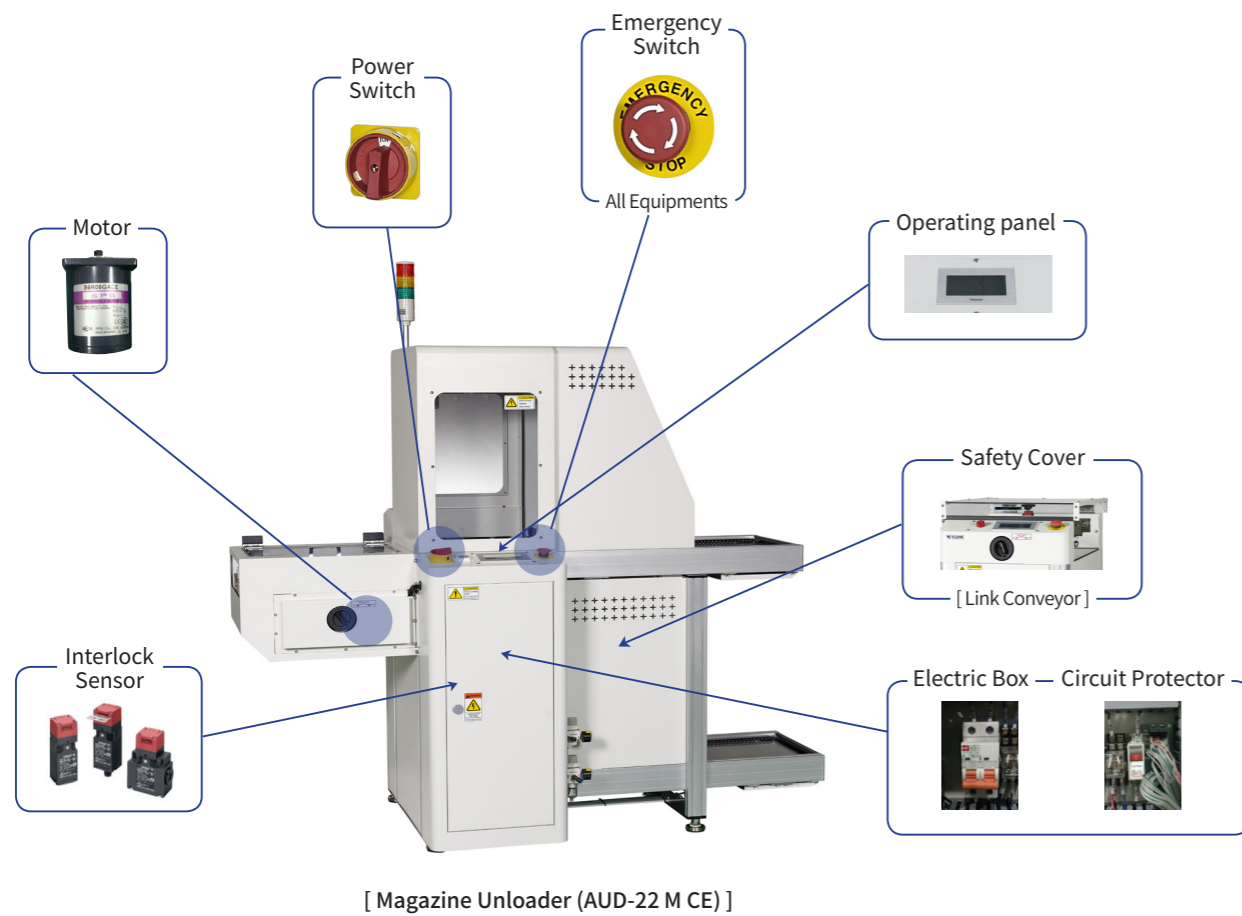 Emergency
Switch
EMERGENCY
STOP
All Equipments
Power
Switch
Motor
S6R06GA
Operating panel
Safety Cover
[ Link Conveyor ]
Interlock
Sensor
Electric Box
Circuit Protector
[ Magazine Unloader (AUD-22 M CE) ]